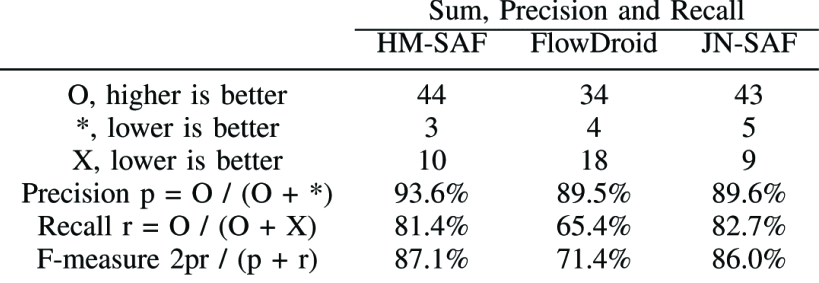 Sum, Precision and Recall
HM-SAF FlowDroid JN-SAF
O, higher is better 44 34 43
*, lower is better 3 4 5
X, lower is better 10 18 9
Precision p = O / (O + *) 93.6% 89.5% 89.6%
Recall r = O / (O + X) 81.4% 65.4% 82.7%
F-measure 2pr / (p + r) 87.1% 71.4% 86.0%